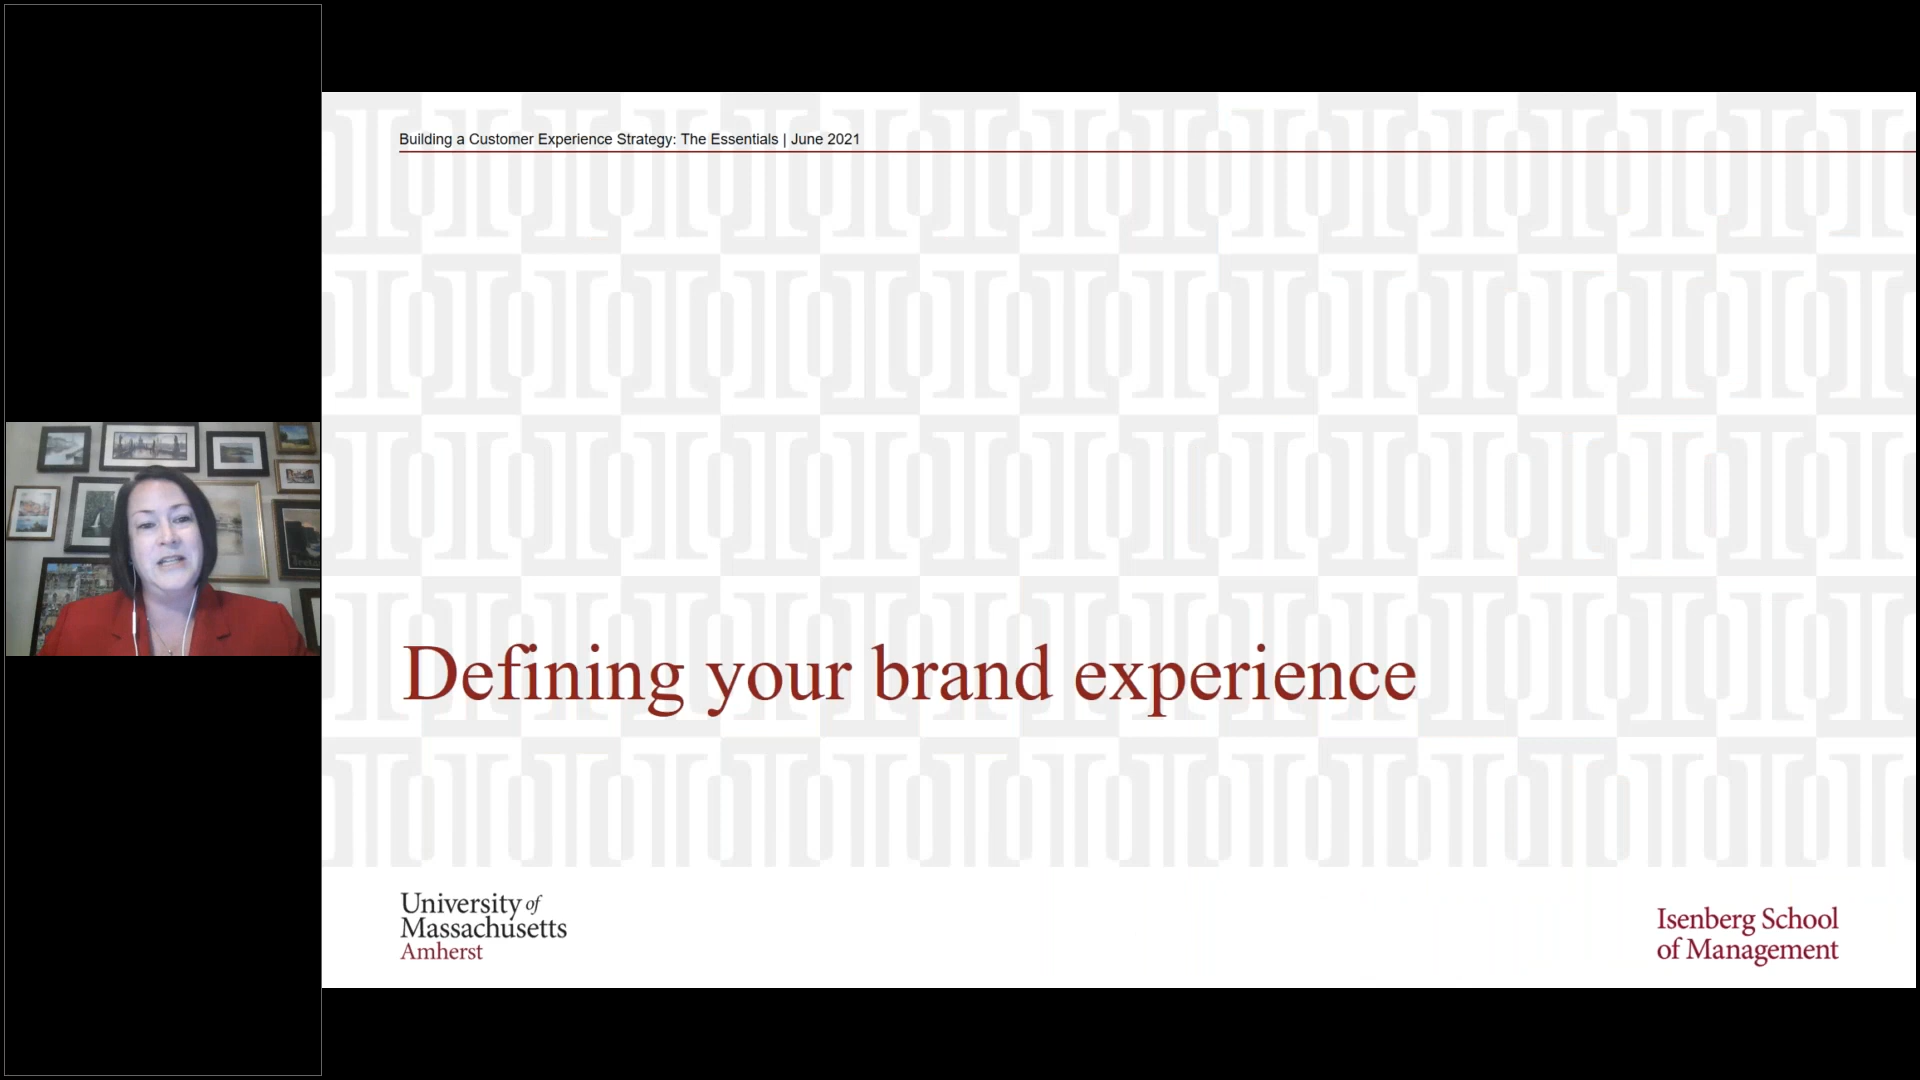 Building a Customer Experience Strategy: The Essentials | June 2021
Defining your brand experience
University of
Massachusetts
Amherst
Isenberg School
of Management